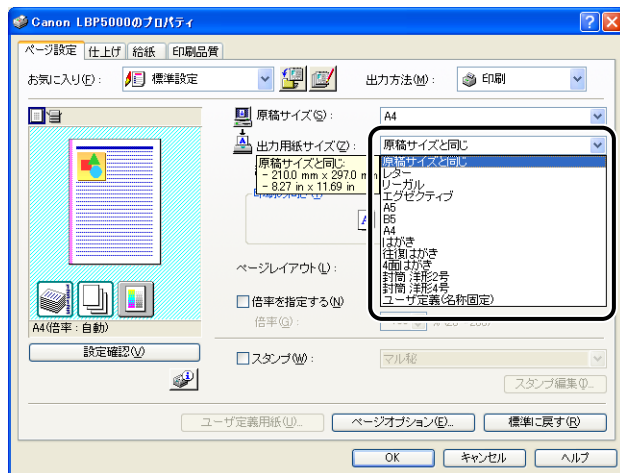 Canon LBP5000のプロパティ
ページ設定 仕上げ 給紙 印刷品質
お気に入り(F): 標準設定 出力方法(M): 印刷
原稿サイズ(S): A4
出力用紙サイズ(Z): 原稿サイズと同じ
原稿サイズと同じ:
- 210.0 mm x 297.0 mm
- 8.27 in x 11.69 in
原稿サイズと同じ
レター
リーガル
エグゼクティブ
A5
B5
A4
はがき
往復はがき
4面はがき
封筒 洋形2号
封筒 洋形4号
ユーザ定義(名称固定)
ページレイアウト(L):
倍率を指定する(N)
倍率(G):
A4(倍率:自動)
設定確認(V)
スタンプ(W): マル秘
スタンプ編集(I)...
ユーザ定義用紙(U)... ページオプション(E)... 標準に戻す(R)
OK キャンセル ヘルプ